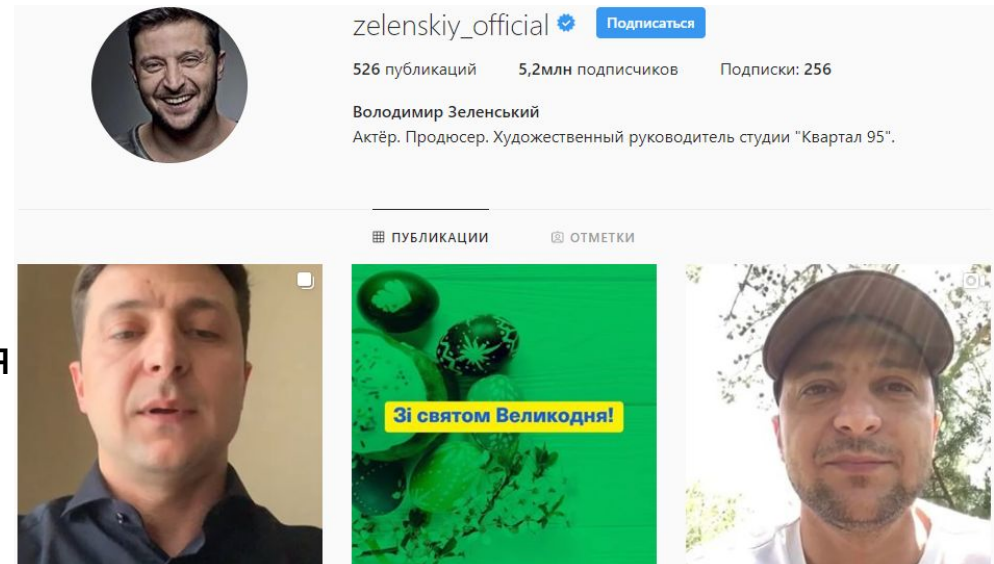 zelenskiy_official Подписаться
526 публикаций 5,2млн подписчиков Подписки: 256
Володимир Зеленський
Актёр. Продюсер. Художественный руководитель студии "Квартал 95".
ПУБЛИКАЦИИ ОТМЕТКИ
я
Зі святом Великодня!